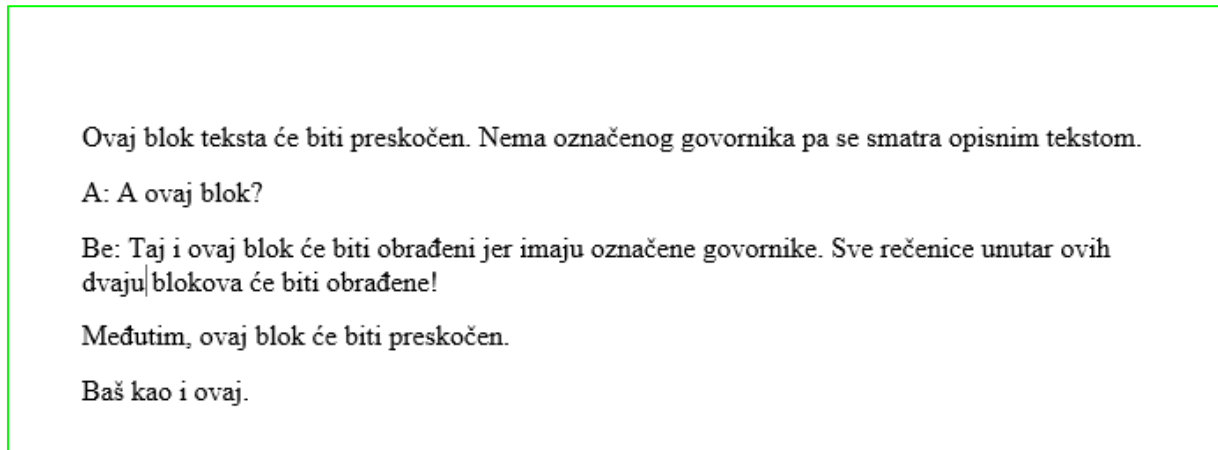 Ovaj blok teksta će biti preskočen. Nema označenog govornika pa se smatra opisnim tekstom.
A: A ovaj blok?
Be: Taj i ovaj blok će biti obrađeni jer imaju označene govornike. Sve rečenice unutar ovih
dvaju blokova će biti obrađene!
Međutim, ovaj blok će biti preskočen.
Baš kao i ovaj.